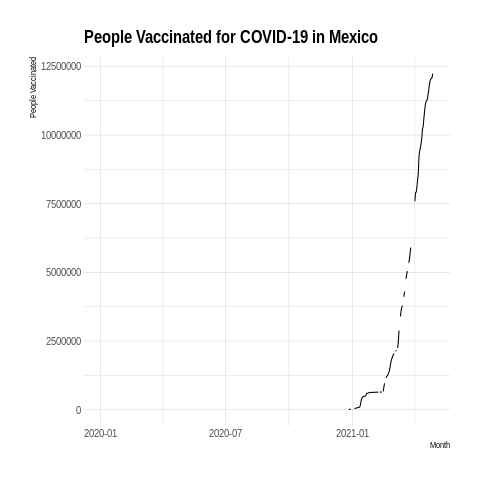 People Vaccinated for COVID-19 in Mexico
People Vaccinated
12500000
10000000
7500000
5000000
2500000
0
2020-01 2020-07 2021-01
Month